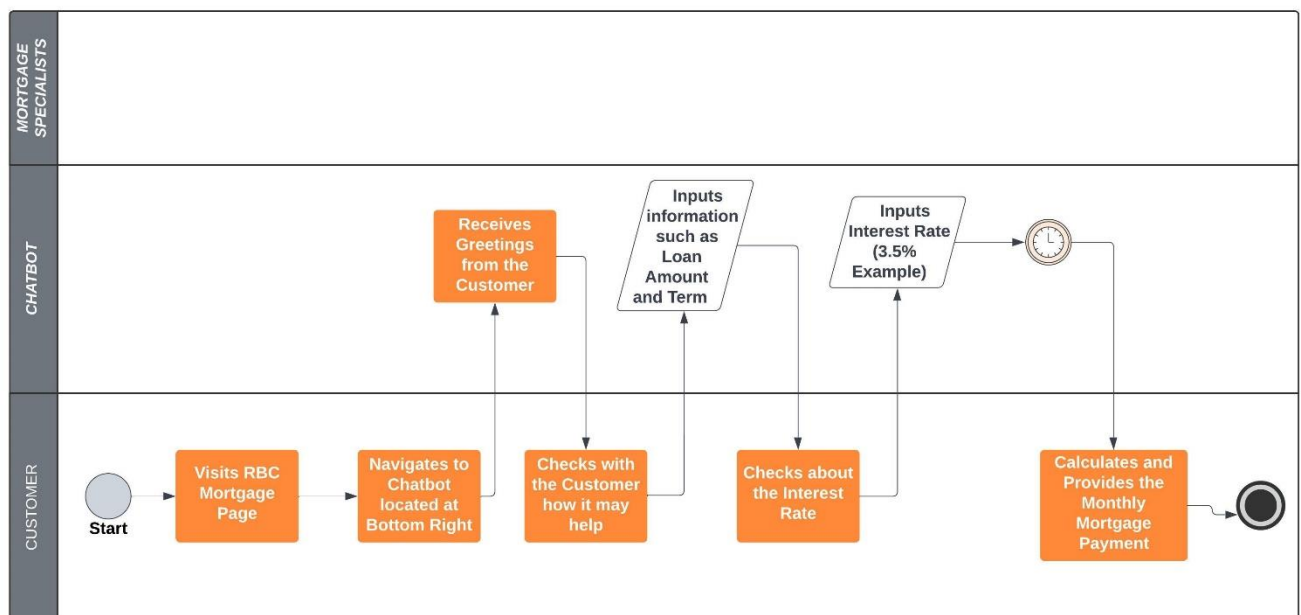 MORTGAGE
SPECIALISTS
CHATBOT
Receives
Greetings
from the
Customer
Inputs
information
such as
Loan
Amount
and Term
Inputs
Interest Rate
(3.5%
Example)
CUSTOMER
Start
Visits RBC
Mortgage
Page
Navigates to
Chatbot
located at
Bottom Right
Checks with
the Customer
how it may
help
Checks about
the Interest
Rate
Calculates and
Provides the
Monthly
Mortgage
Payment